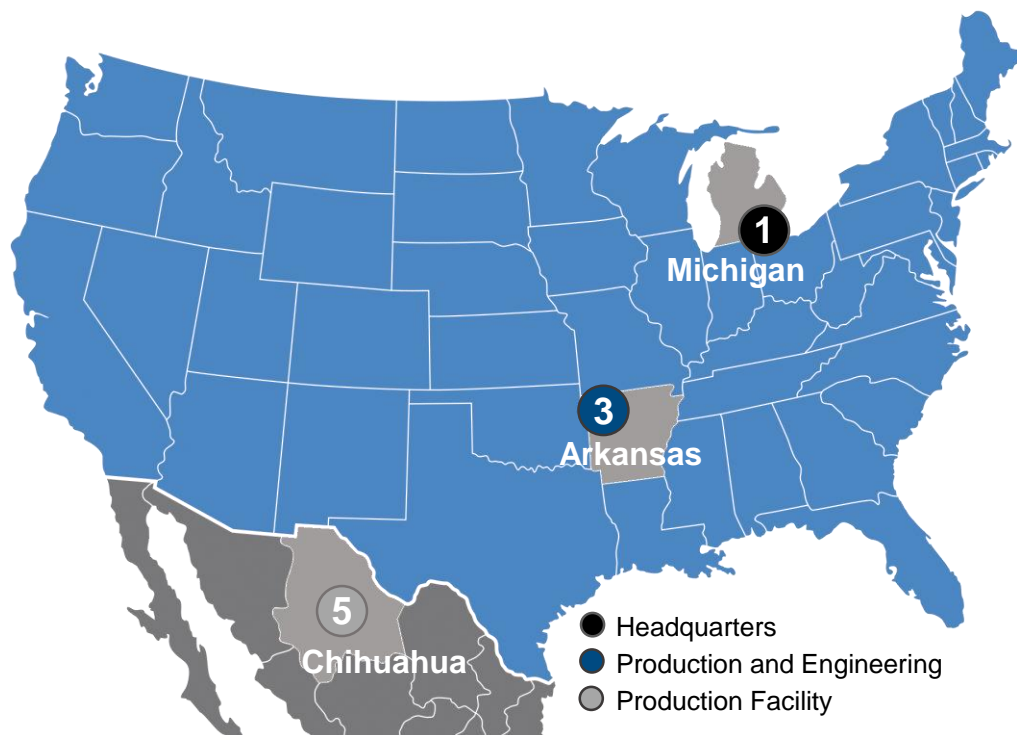 1
Michigan
3
Arkansas
5
Chihuahua
Headquarters
Production and Engineering
Production Facility